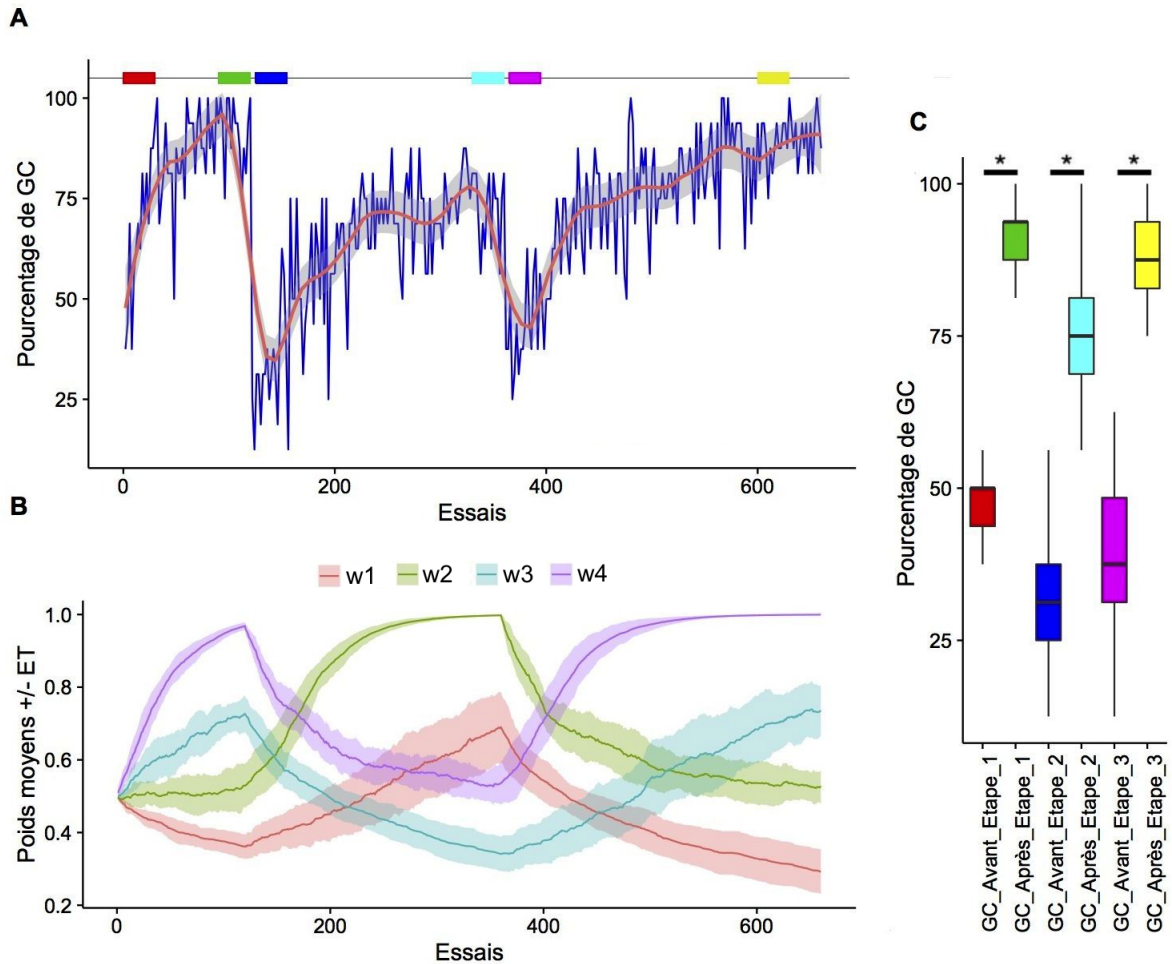 A
Pourcentage de GC
100
75
50
25
0
200
400
600
Essais
B
w1
w2
w3
w4
Poids moyens +/- ET
1.0
0.8
0.6
0.4
0.2
0
200
400
600
Essais
C
*
*
*
Pourcentage de GC
100
75
50
25
GC_Avant_Etape_1
GC_Après_Etape_1
GC_Avant_Etape_2
GC_Après_Etape_2
GC_Avant_Etape_3
GC_Après_Etape_3